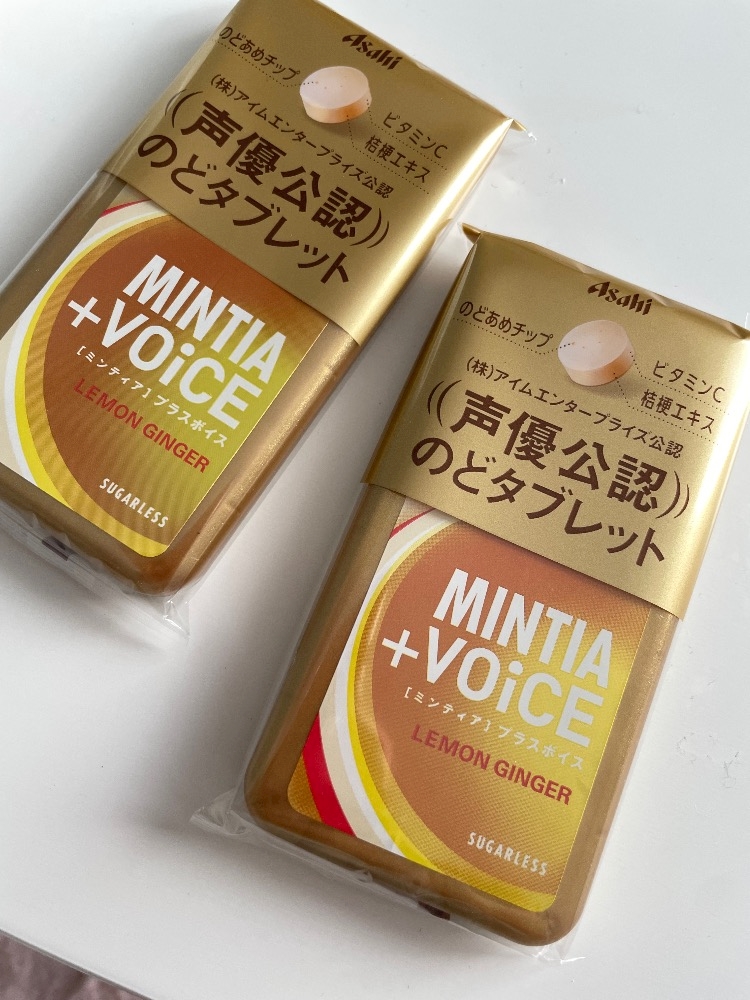 Asahi
のどあめチップ
ビタミンC
桔梗エキス
(株)アイムエンタープライズ公認
声優公認
のどタブレット
MINTIA
+VOiCE
[ミンティア]プラスボイス
LEMON GINGER
SUGARLESS
Asahi
のどあめチップ
ビタミンC
桔梗エキス
(株)アイムエンタープライズ公認
声優公認
のどタブレット
MINTIA
+VOiCE
[ミンティア]プラスボイス
LEMON GINGER
SUGARLESS